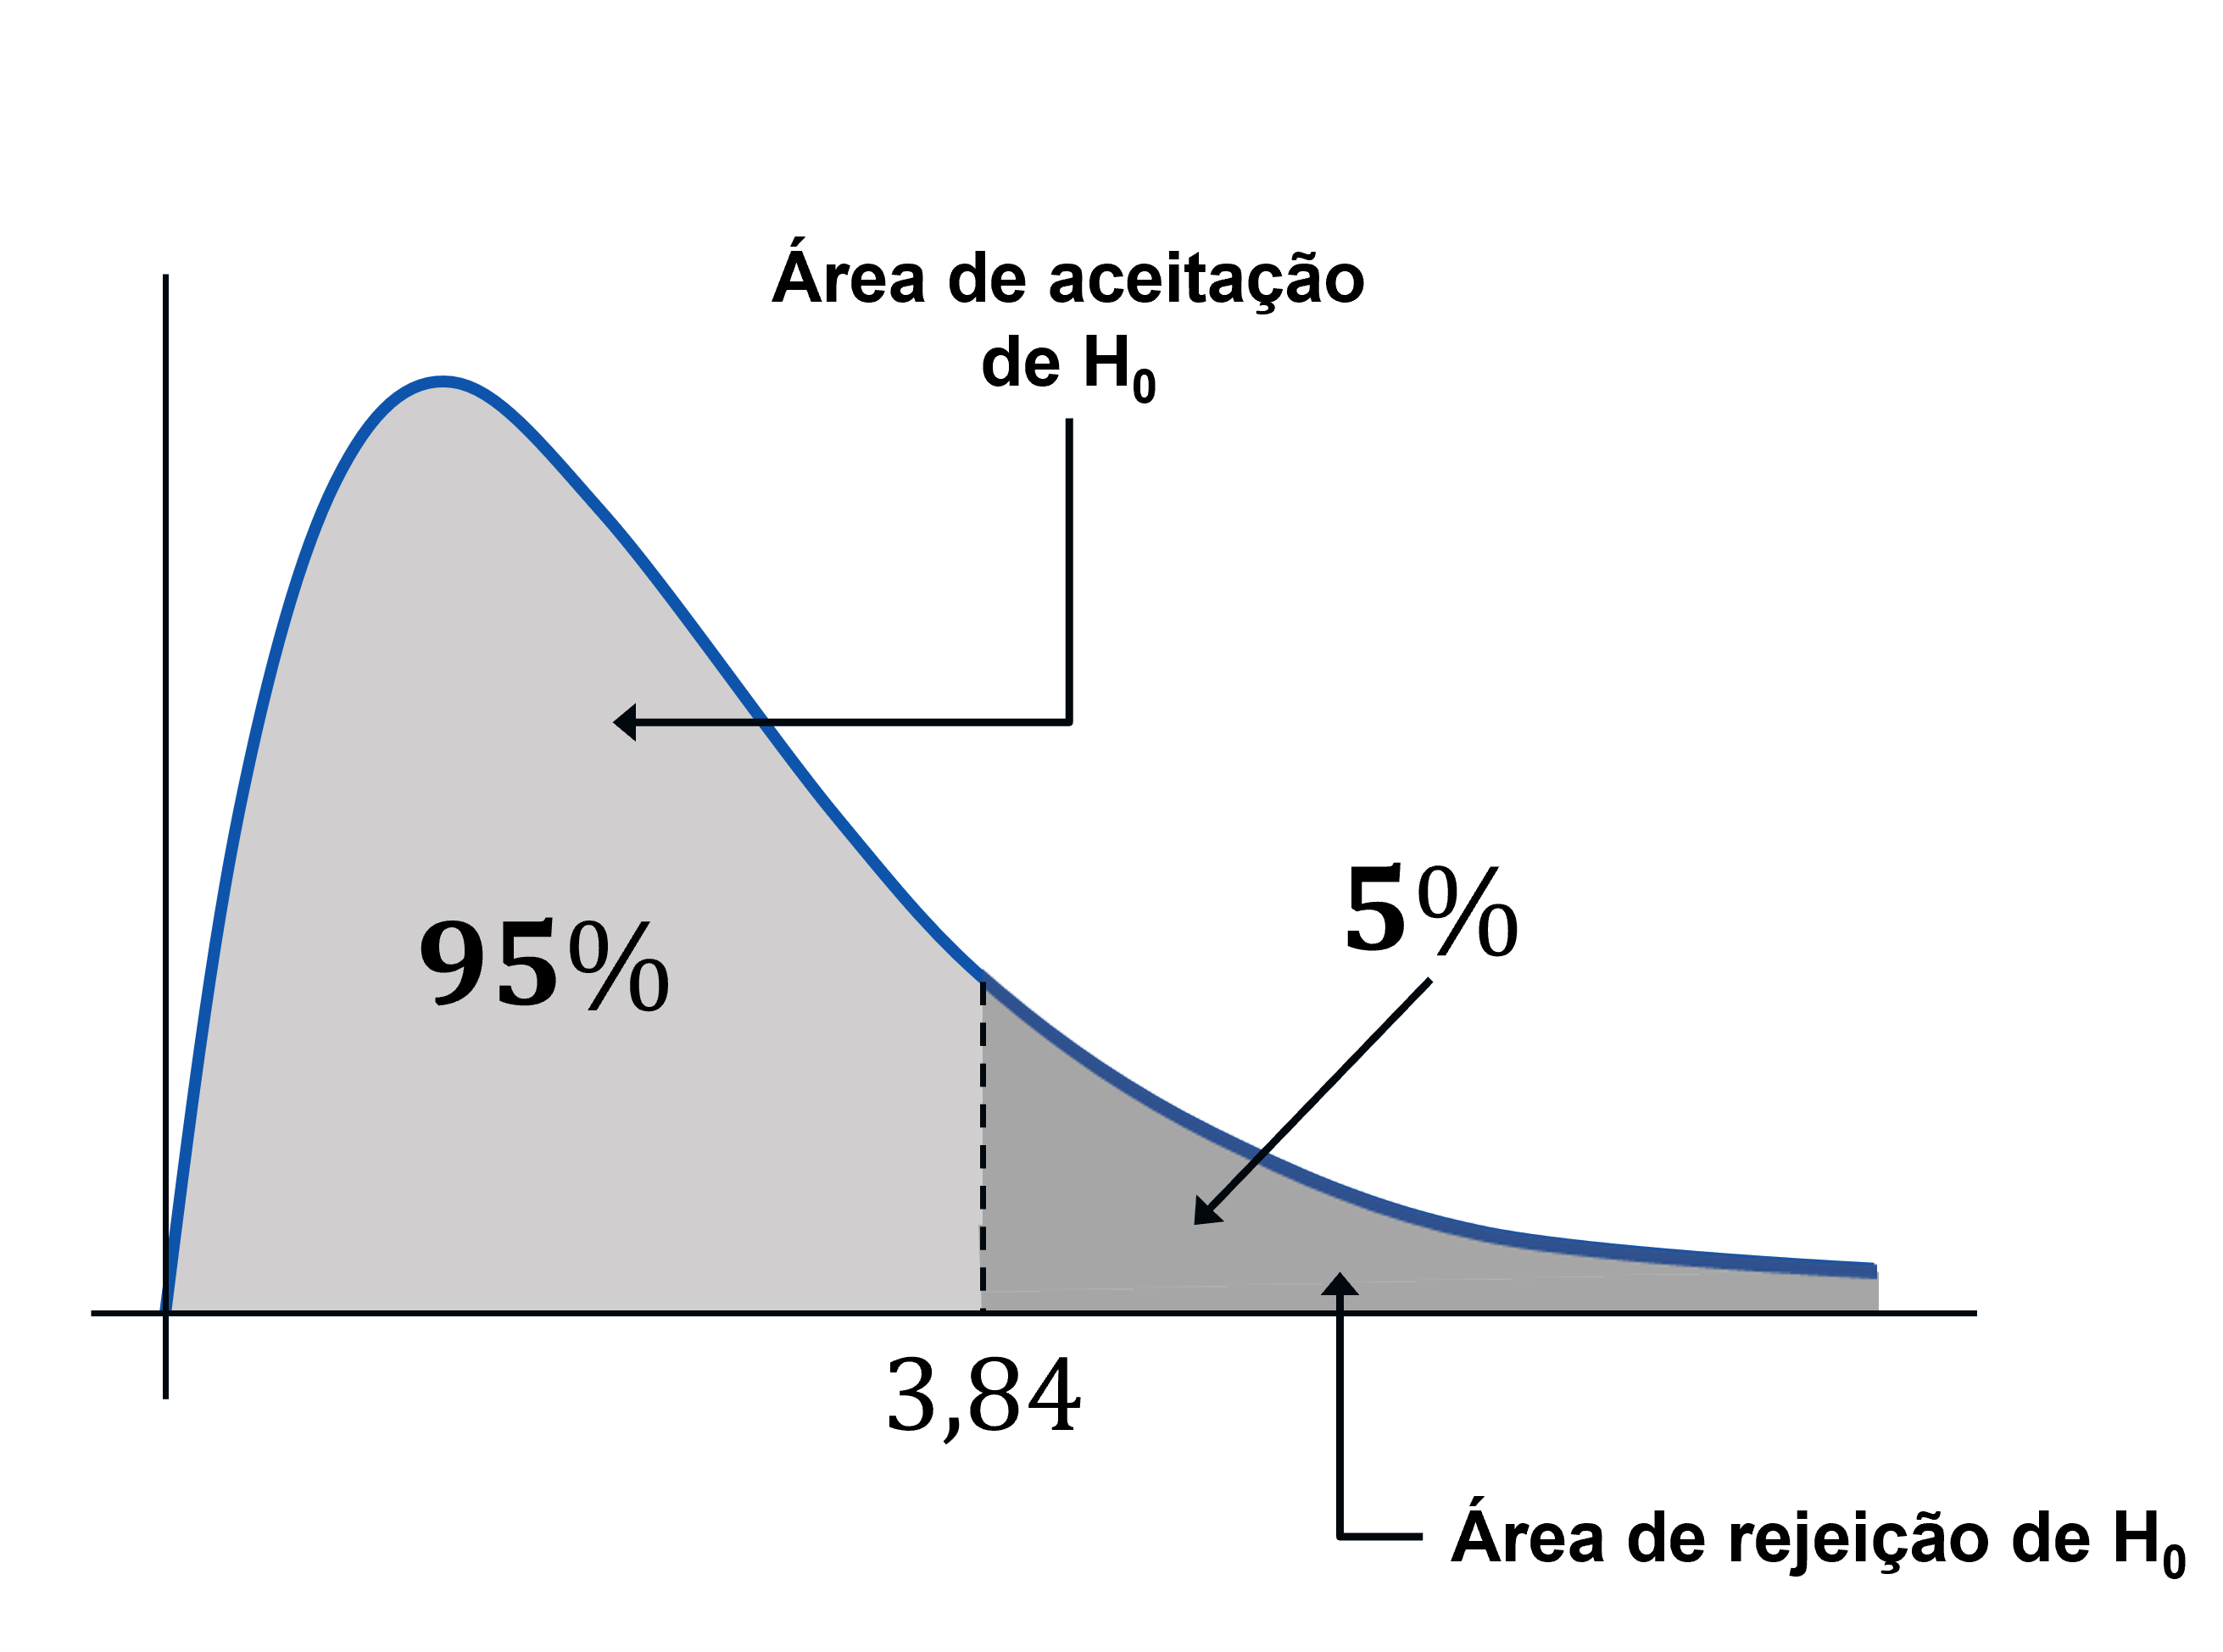 Área de aceitação
de H₀
95%
5%
3,84
Área de rejeição de H₀